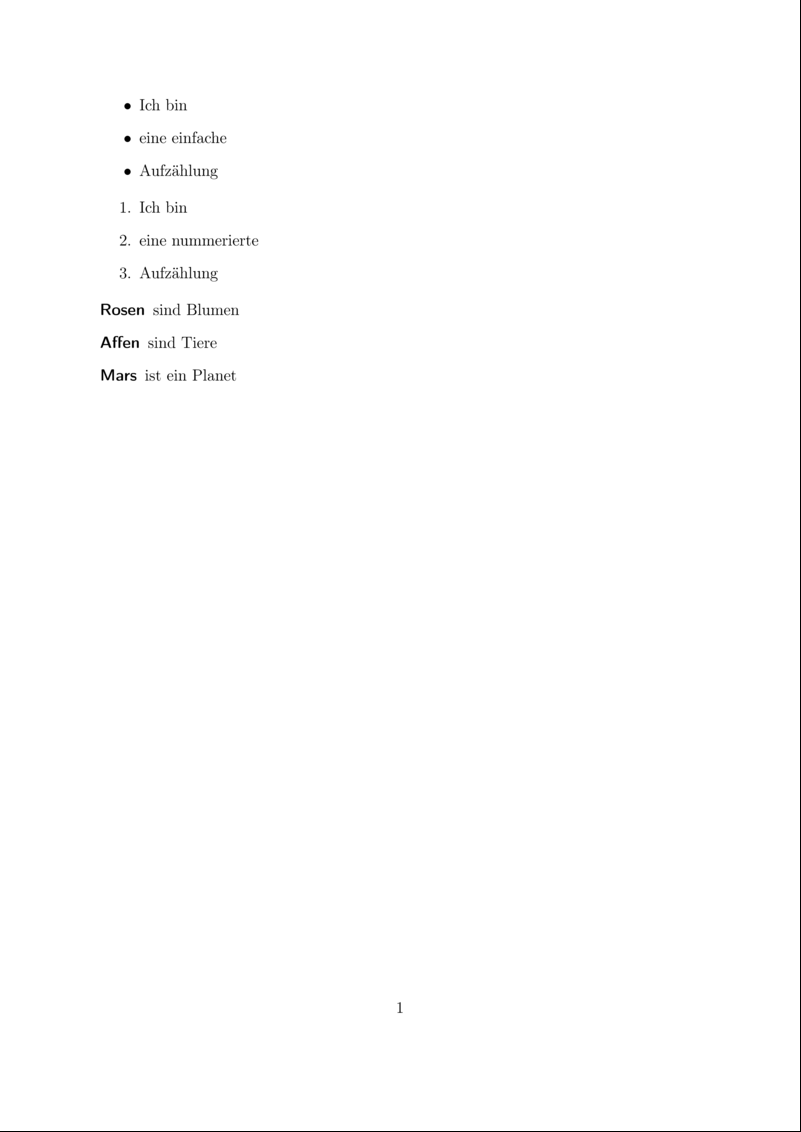 • Ich bin
• eine einfache
• Aufzählung
1. Ich bin
2. eine nummerierte
3. Aufzählung
Rosen sind Blumen
Affen sind Tiere
Mars ist ein Planet
1